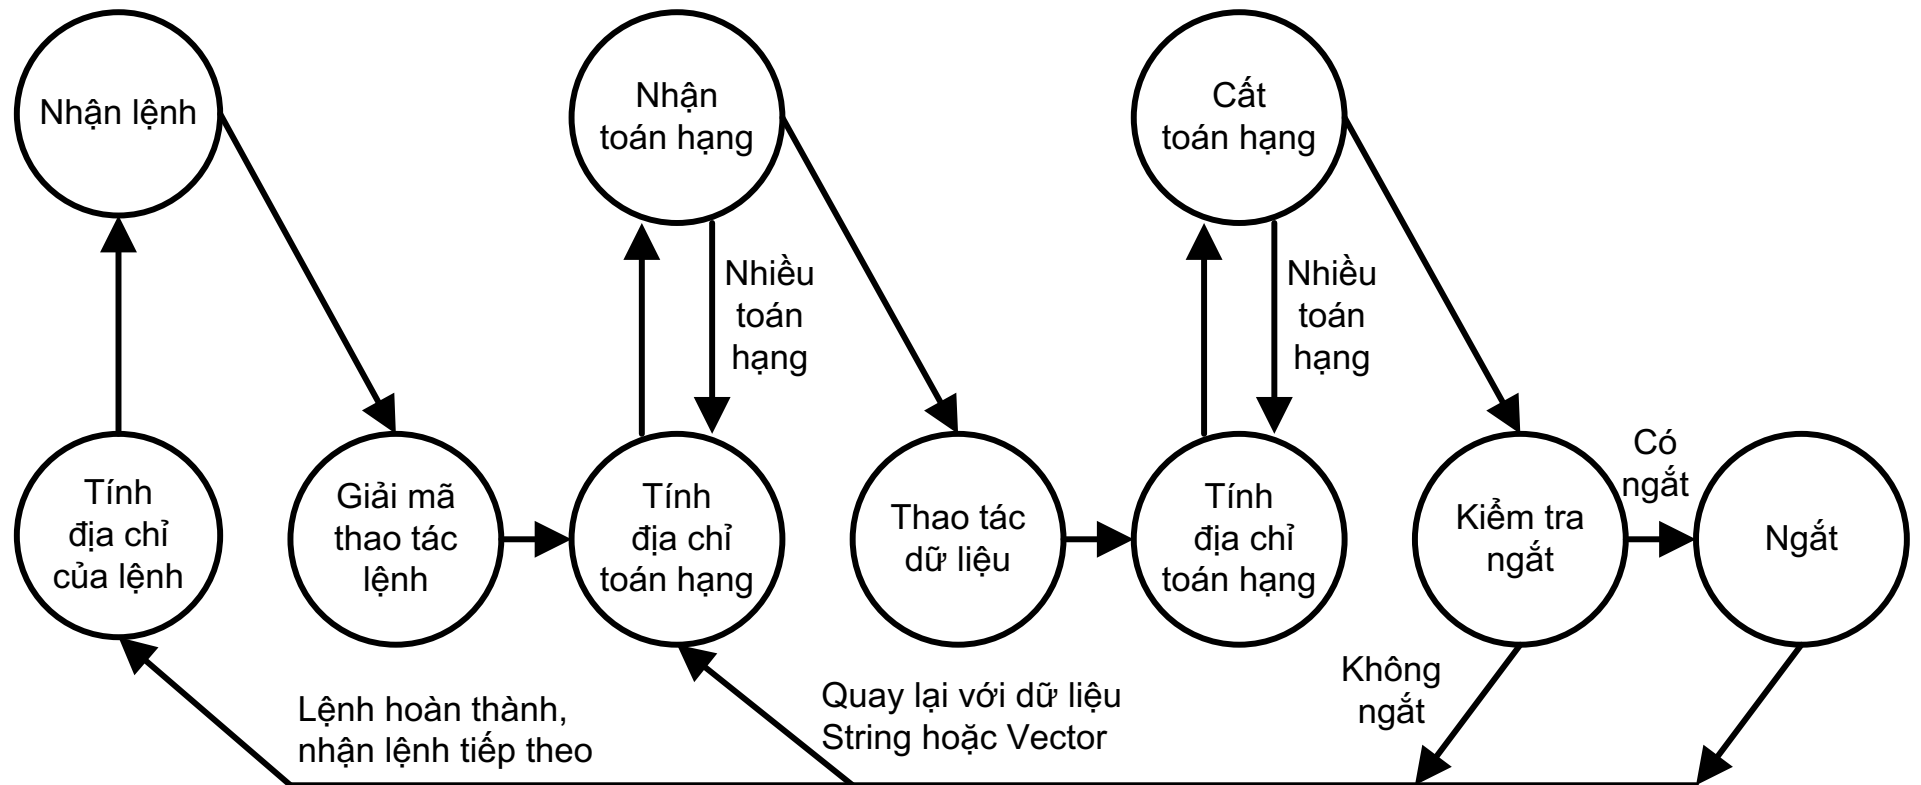 Nhận lệnh
Nhận
toán hạng
Cất
toán hạng
Nhiều
toán
hạng
Nhiều
toán
hạng
Tính
địa chỉ
của lệnh
Giải mã
thao tác
lệnh
Tính
địa chỉ
toán hạng
Thao tác
dữ liệu
Tính
địa chỉ
toán hạng
Kiểm tra
ngắt
Có
ngắt
Ngắt
Lệnh hoàn thành,
nhận lệnh tiếp theo
Quay lại với dữ liệu
String hoặc Vector
Không
ngắt